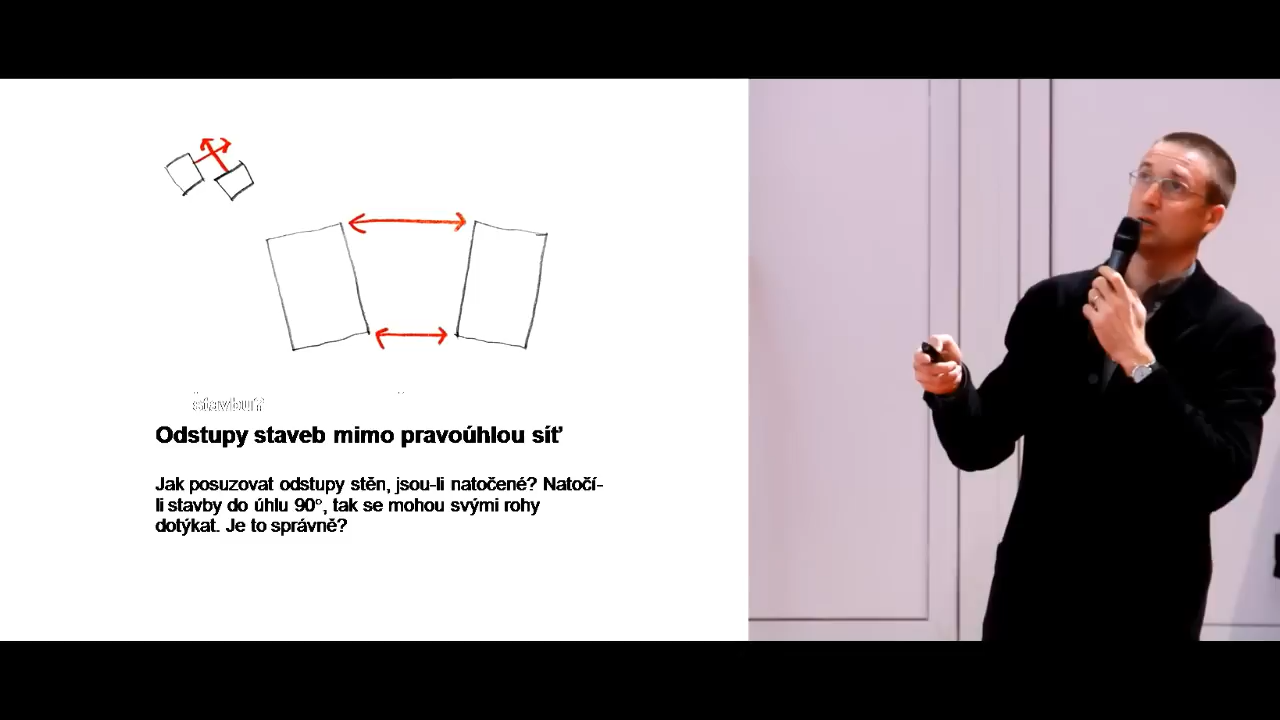 stavbu?
Odstupy staveb mimo pravoúhlou síť
Jak posuzovat odstupy stěn, jsou-li natočené? Natočí-
li stavby do úhlu 90°, tak se mohou svými rohy
dotýkat. Je to správně?